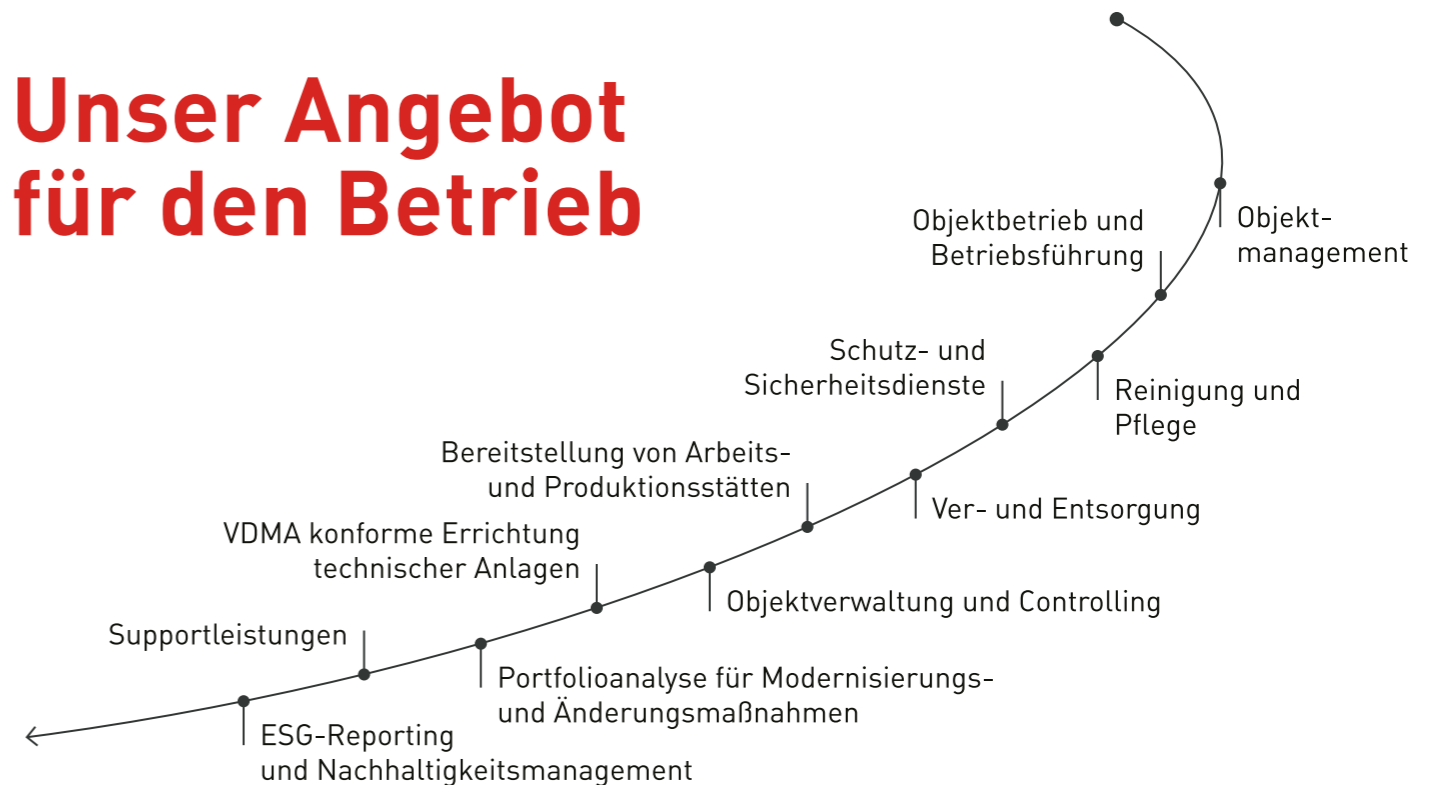 Unser Angebot
für den Betrieb
Objekt-
management
Objektbetrieb und
Betriebsführung
Reinigung und
Pflege
Schutz- und
Sicherheitsdienste
Ver- und Entsorgung
Bereitstellung von Arbeits-
und Produktionsstätten
Objektverwaltung und Controlling
VDMA konforme Errichtung
technischer Anlagen
Portfolioanalyse für Modernisierungs-
und Änderungsmaßnahmen
Supportleistungen
ESG-Reporting
und Nachhaltigkeitsmanagement